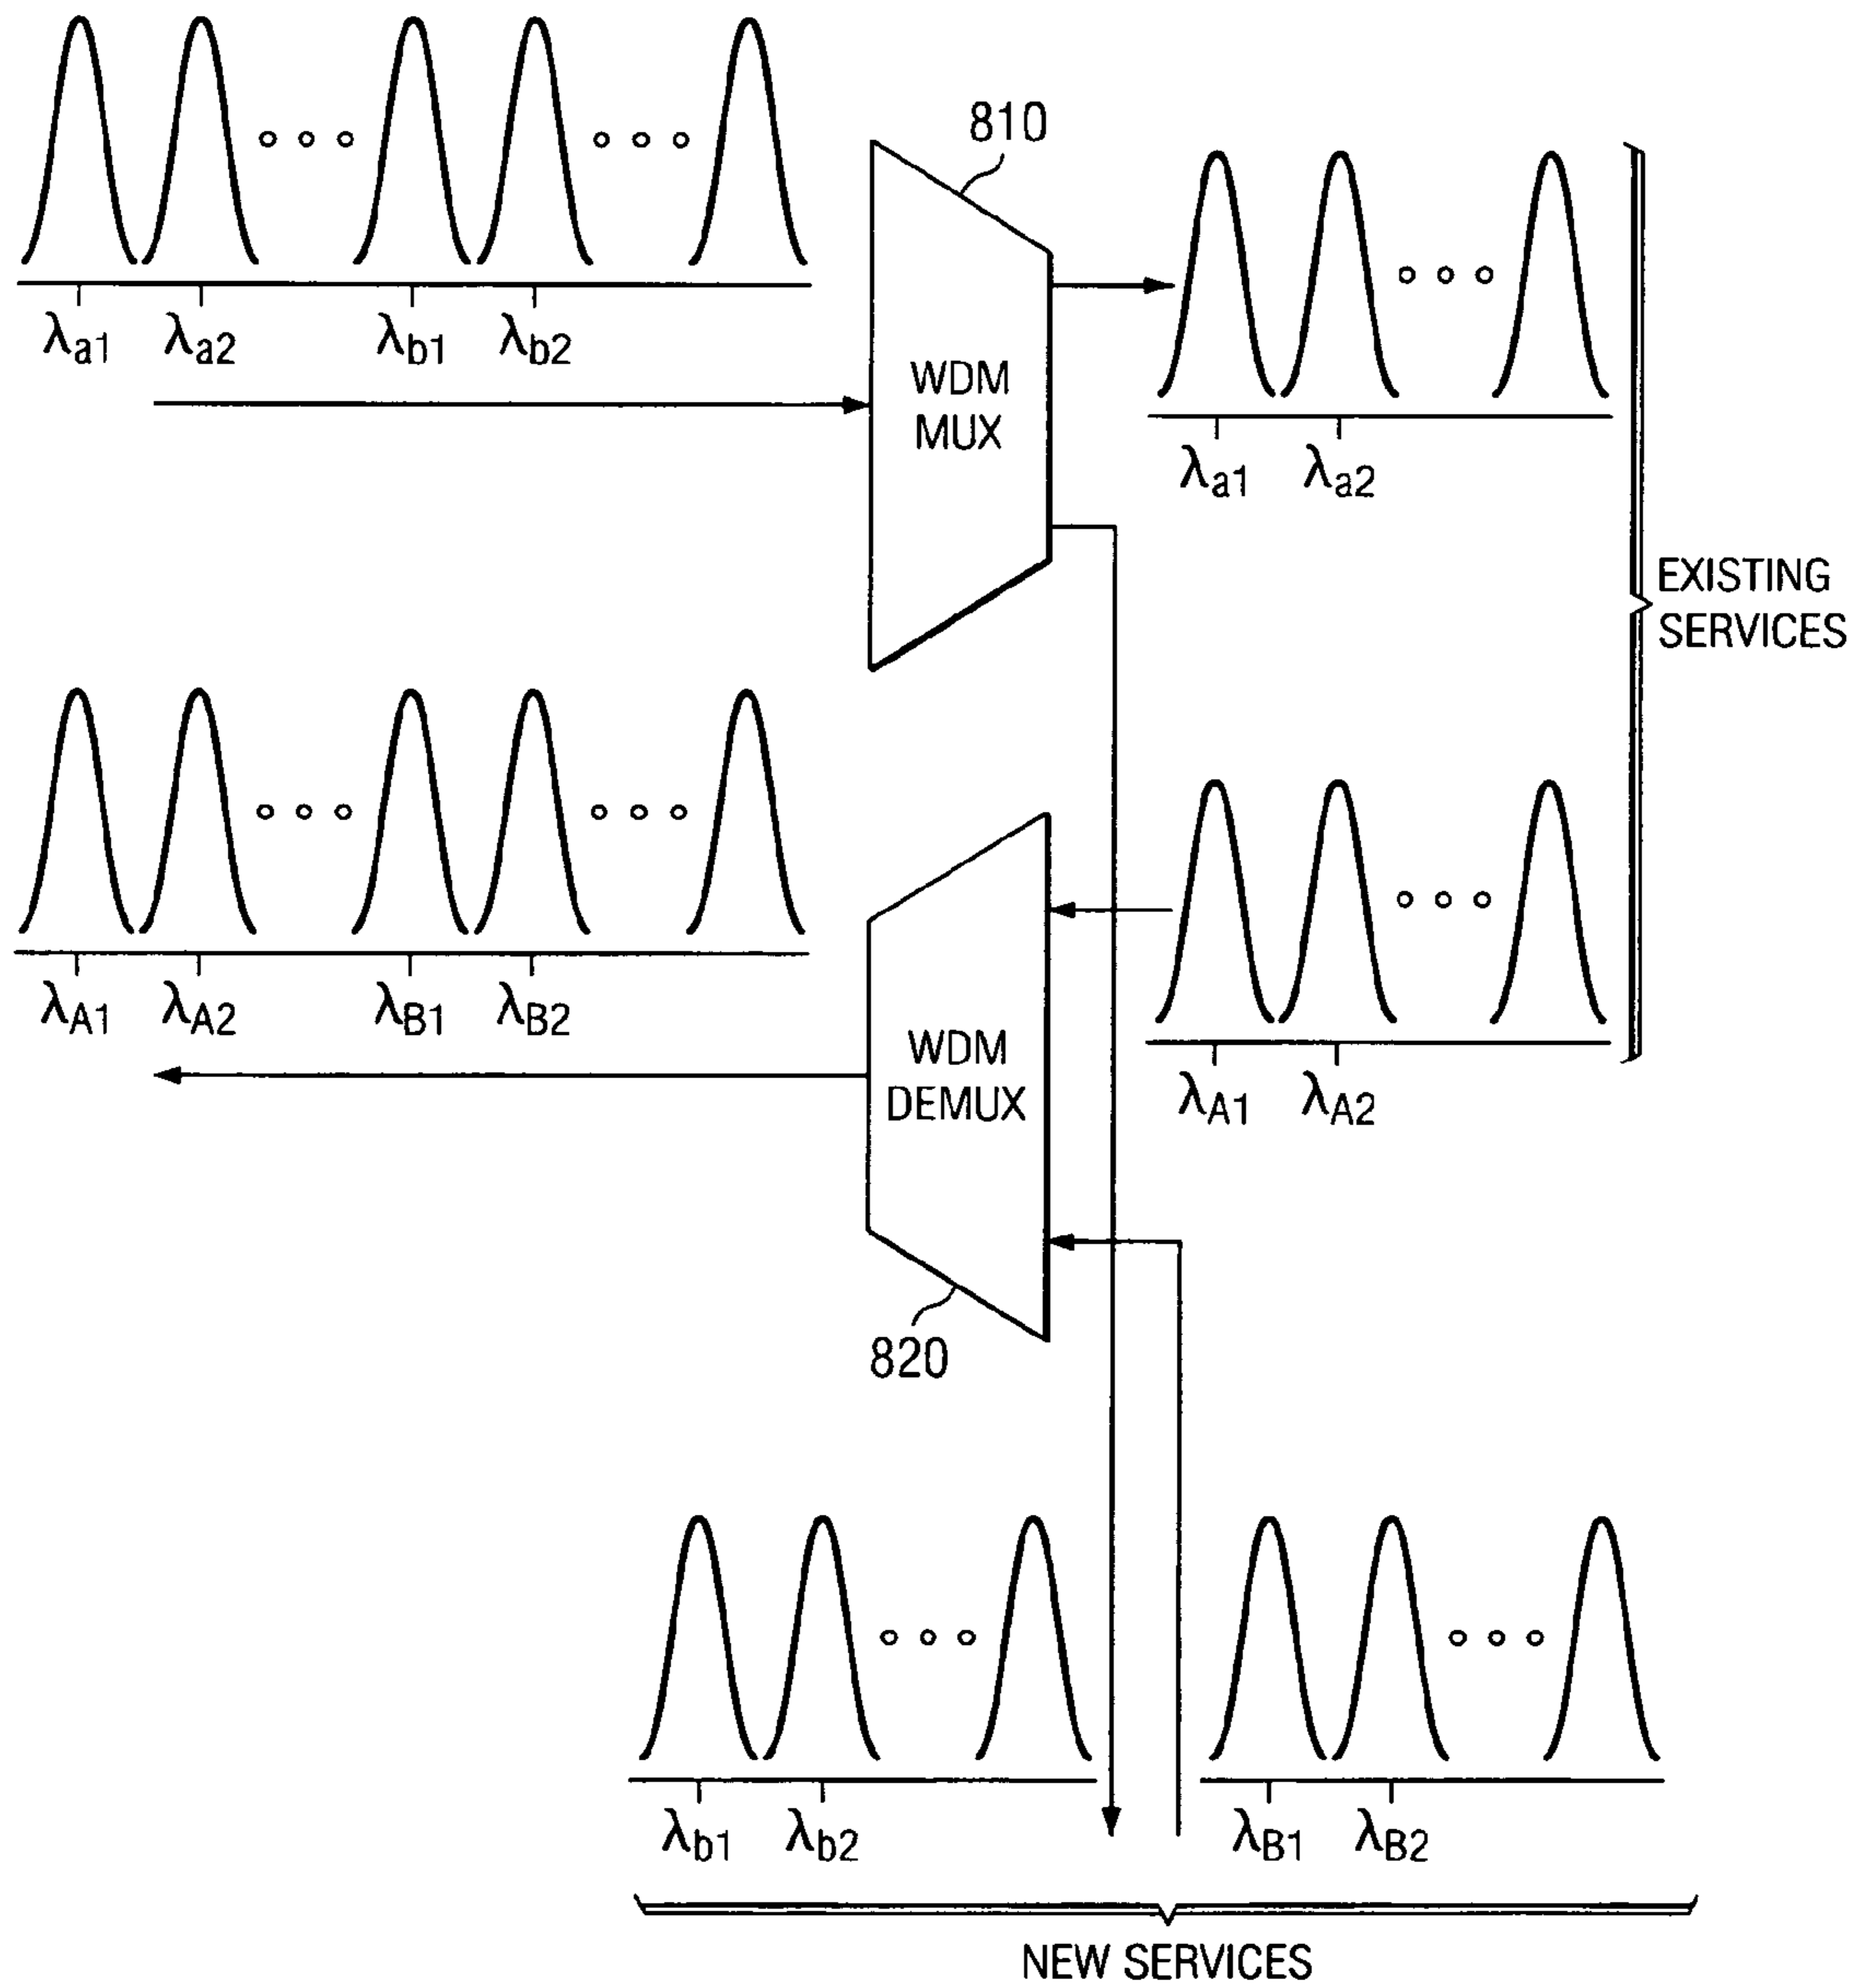 810
λa1 λa2 λb1 λb2
WDM
MUX
λa1 λa2
EXISTING
SERVICES
λA1 λA2 λB1 λB2
WDM
DEMUX
λA1 λA2
820
λb1 λb2
λB1 λB2
NEW SERVICES